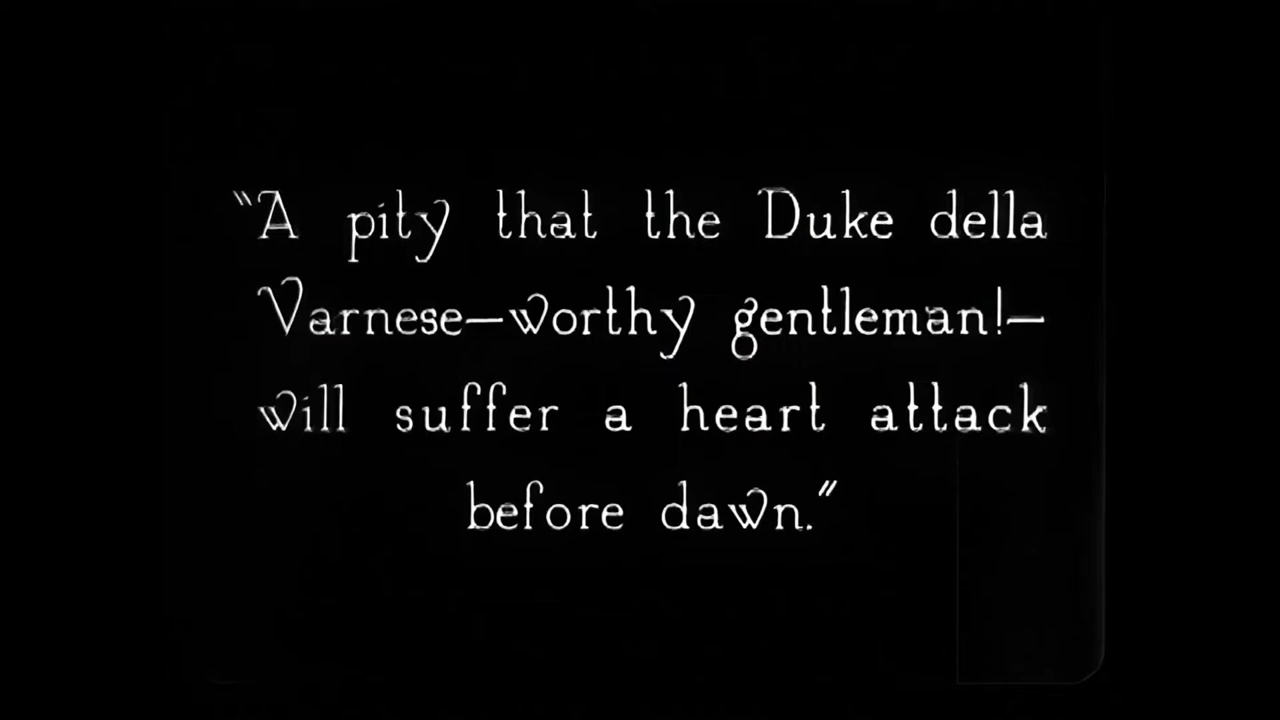 “A pity that the Duke della
Varnese—worthy gentleman!—
will suffer a heart attack
before dawn.”